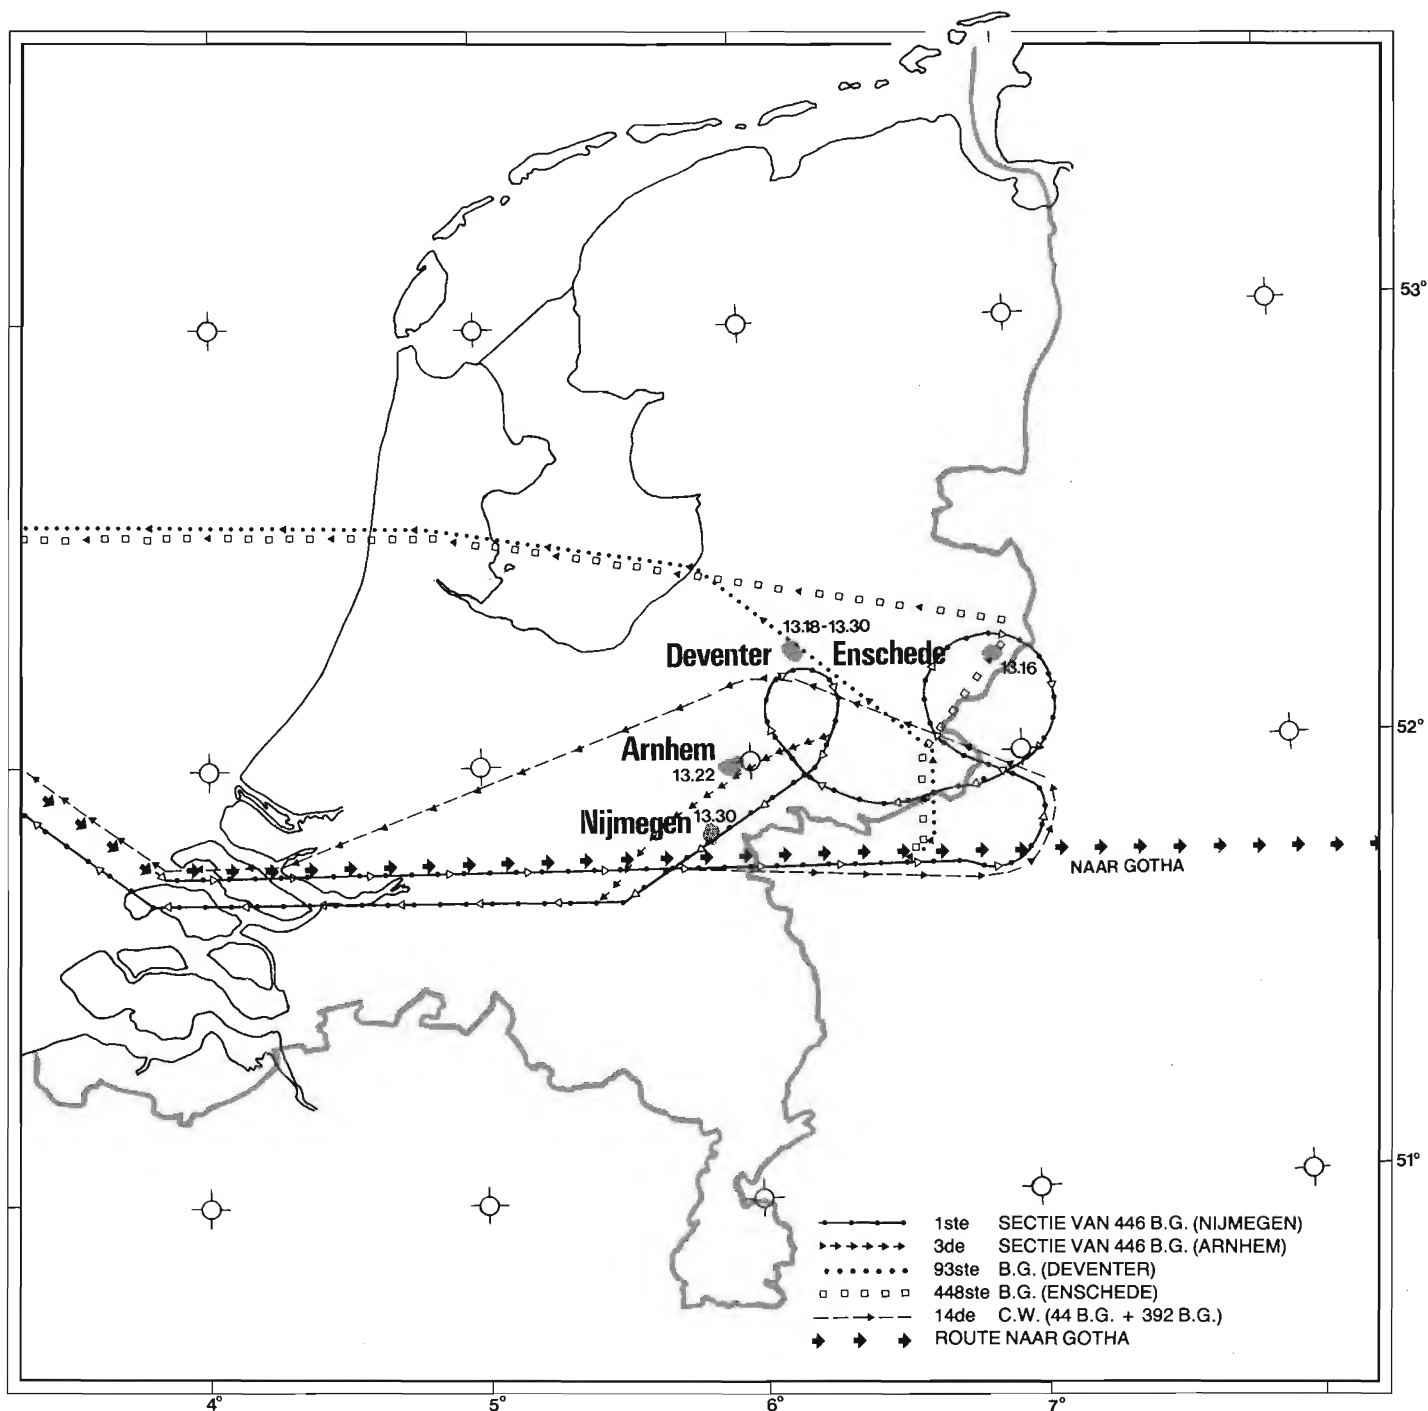 53°
13.18-13.30
Deventer
Enschede
13.16
52°
Arnhem
13.22
Nijmegen
13.30
NAAR GOTHA
51°
1ste SECTIE VAN 446 B.G. (NIJMEGEN)
3de SECTIE VAN 446 B.G. (ARNHEM)
93ste B.G. (DEVENTER)
448ste B.G. (ENSCHEDE)
14de C.W. (44 B.G. + 392 B.G.)
ROUTE NAAR GOTHA
4° 5° 6° 7°